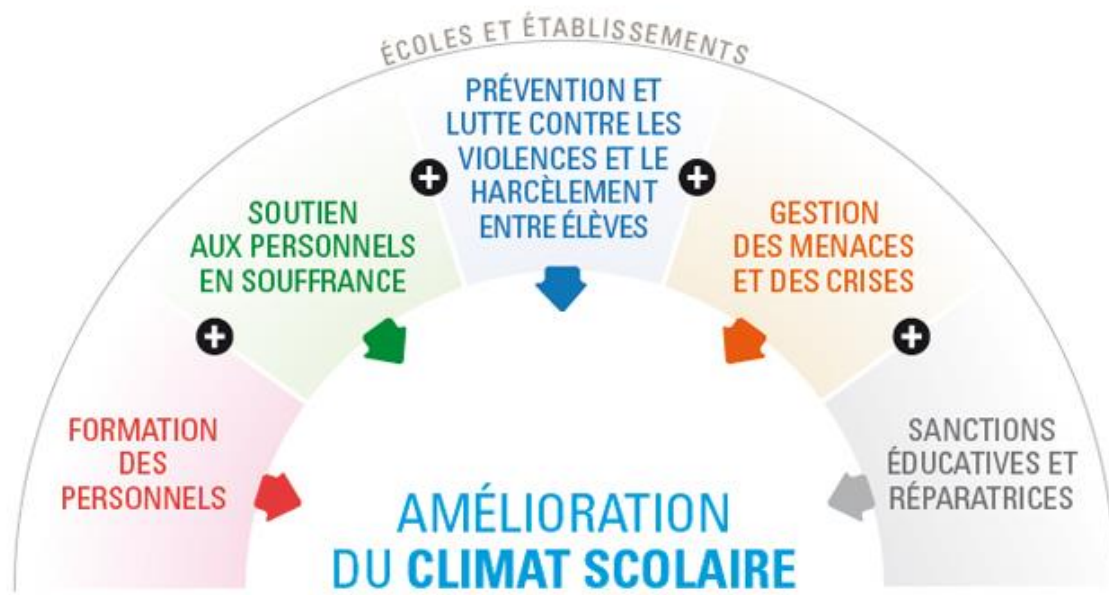 ÉCOLES ET ÉTABLISSEMENTS
FORMATION
DES
PERSONNELS
SOUTIEN
AUX PERSONNELS
EN SOUFFRANCE
PRÉVENTION ET
LUTTE CONTRE LES
VIOLENCES ET LE
HARCÈLEMENT
ENTRE ÉLÈVES
GESTION
DES MENACES
ET DES CRISES
SANCTIONS
ÉDUCATIVES ET
RÉPARATRICES
AMÉLIORATION
DU CLIMAT SCOLAIRE